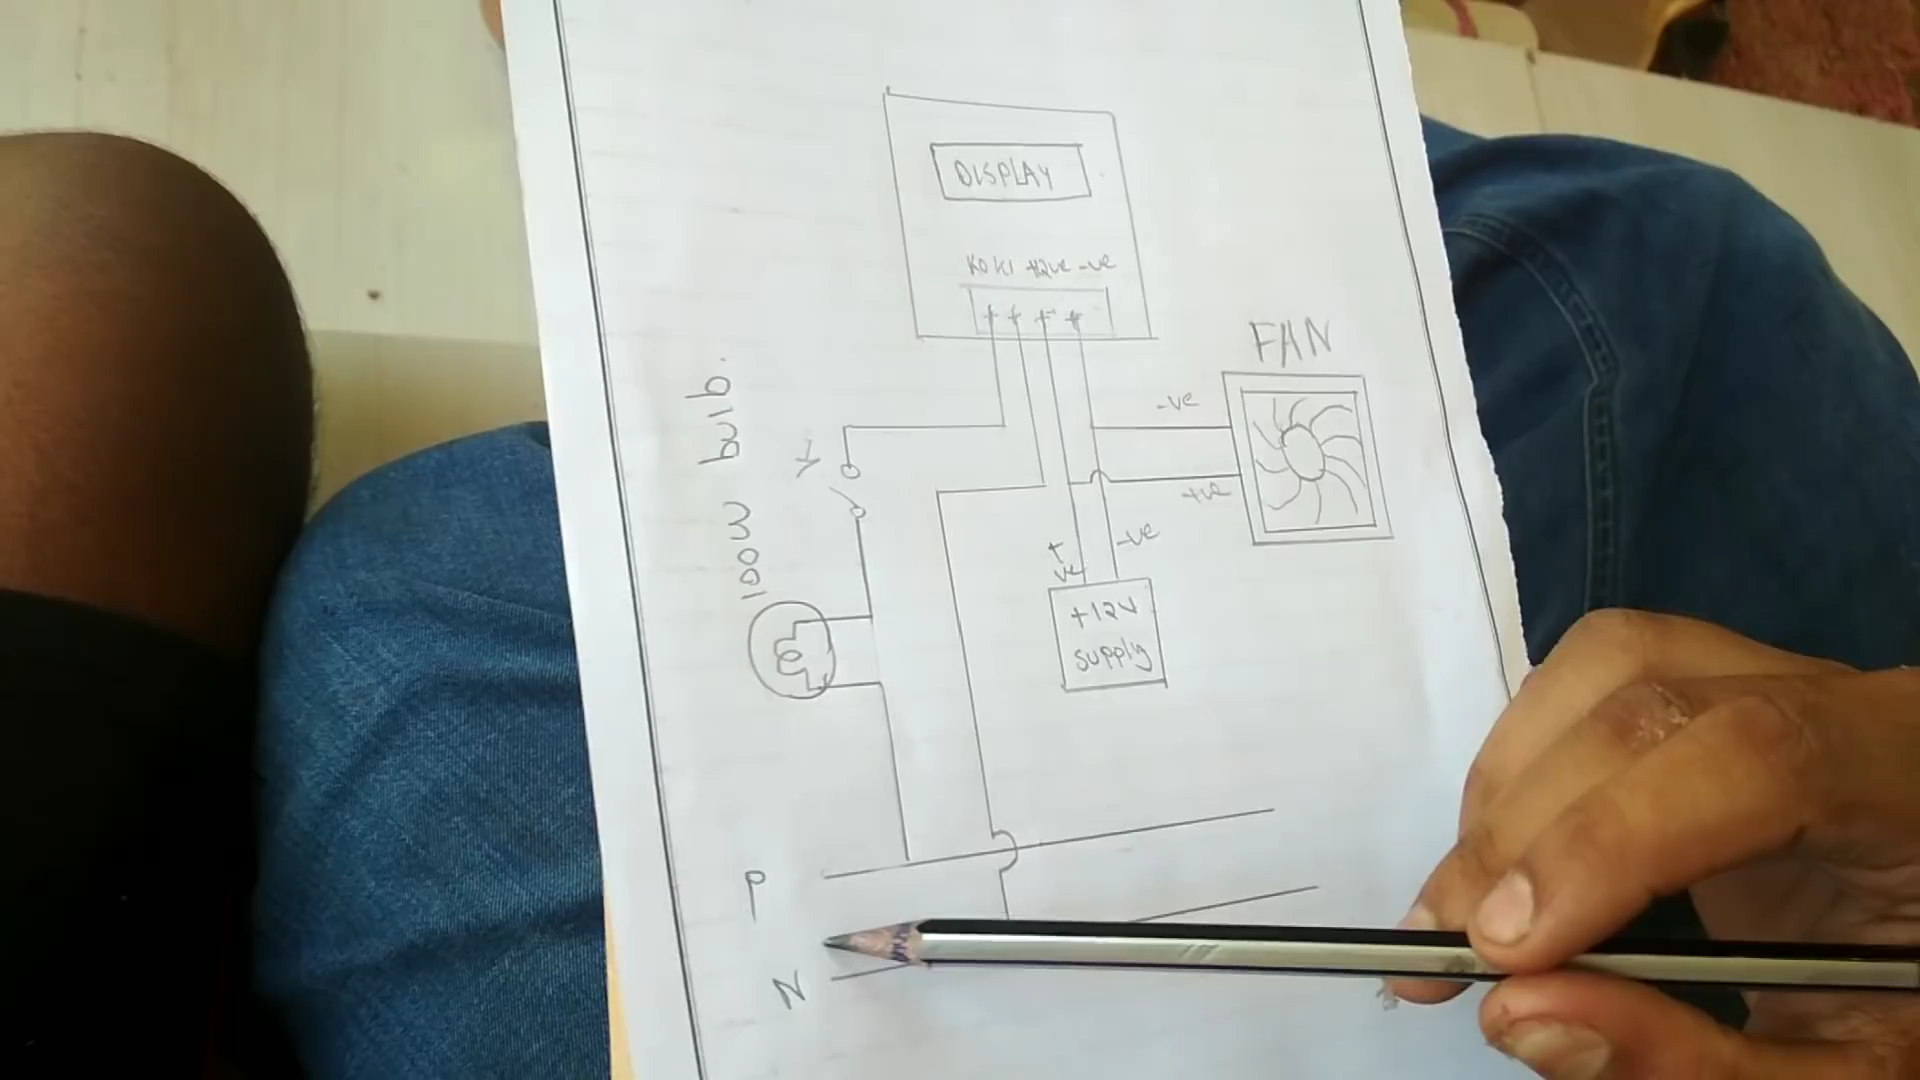 DISPLAY
K0 K1 +12ve -ve
FAN
-ve
+ve
100W bulb.
+ve
-ve
+12V
supply
P
N